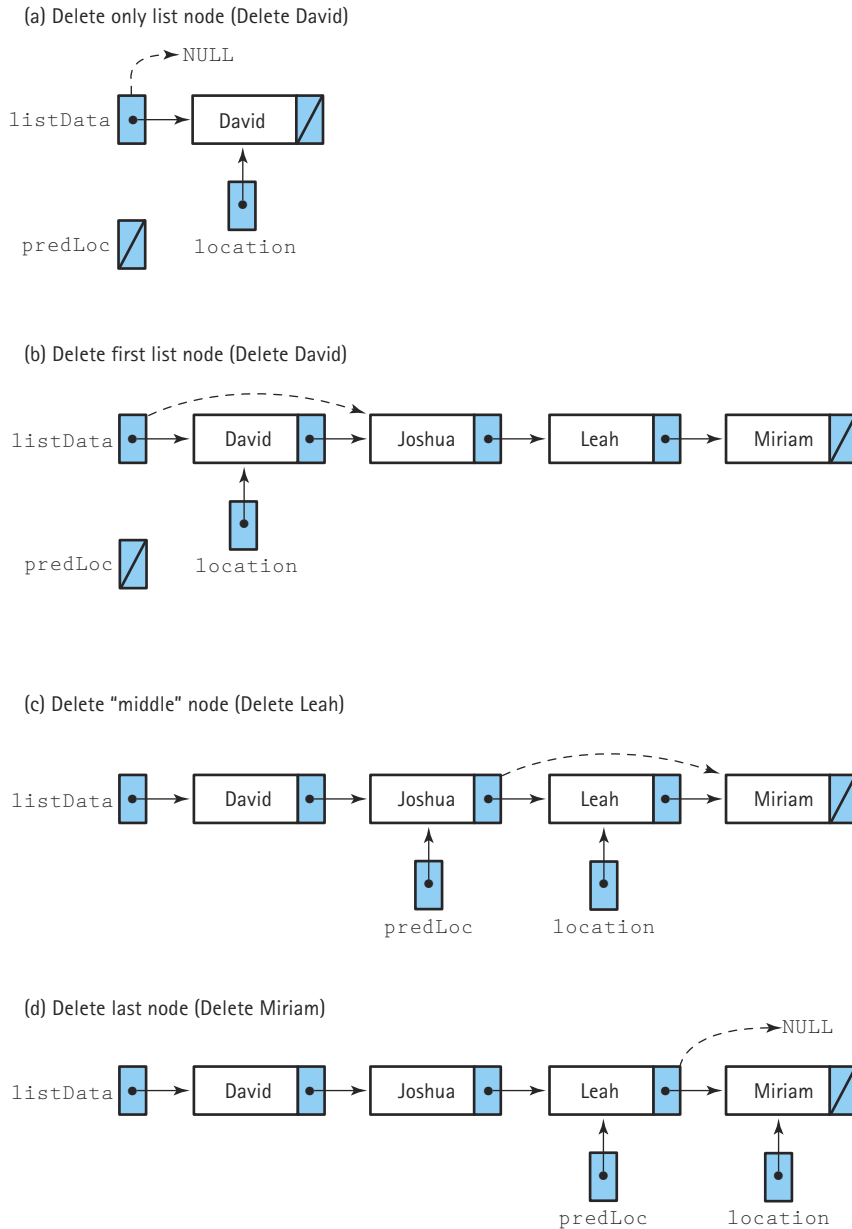 (a) Delete only list node (Delete David)
NULL
listData
David
predLoc
location
(b) Delete first list node (Delete David)
listData
David
Joshua
Leah
Miriam
predLoc
location
(c) Delete “middle” node (Delete Leah)
listData
David
Joshua
Leah
Miriam
predLoc
location
(d) Delete last node (Delete Miriam)
NULL
listData
David
Joshua
Leah
Miriam
predLoc
location